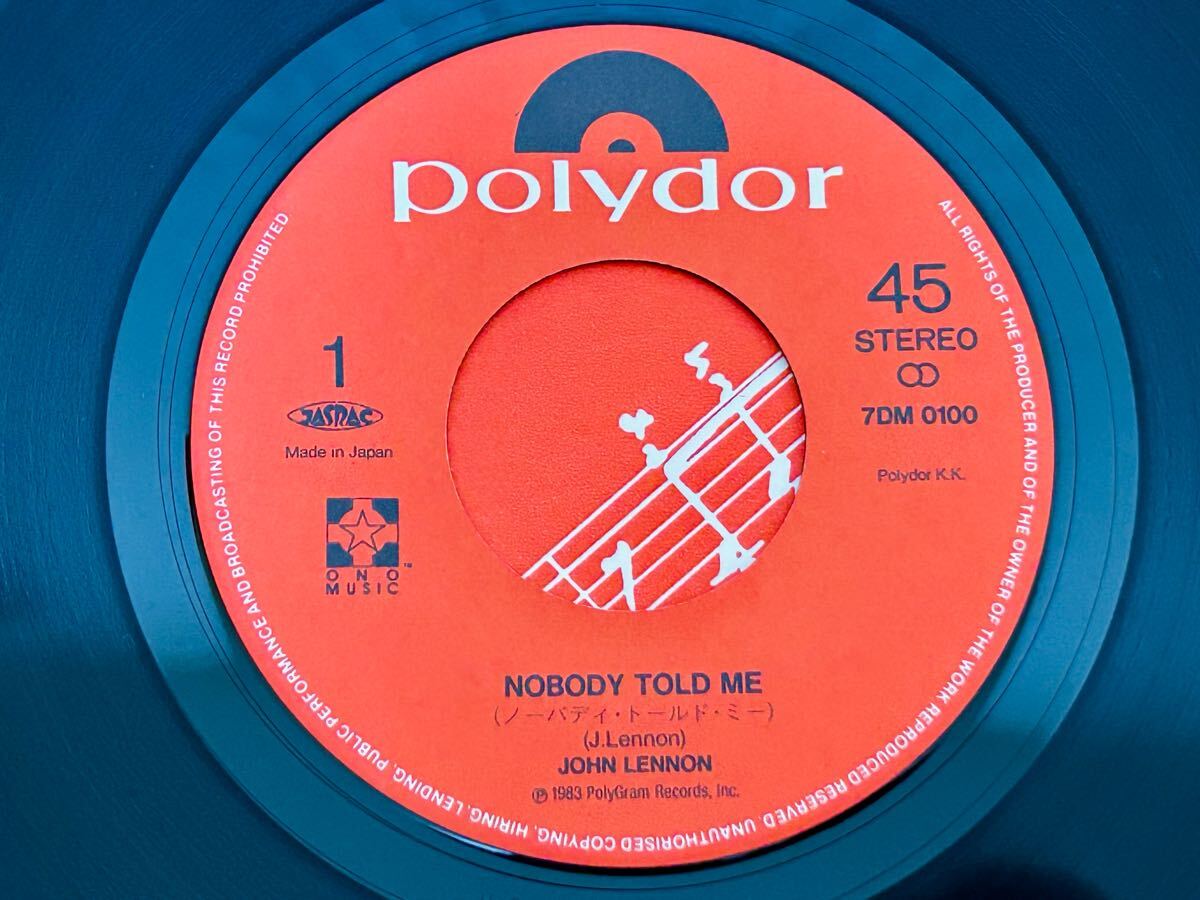 polydor
45
STEREO
7DM 0100
Polydor K.K.
1
JASRAC
Made in Japan
ONO™
MUSIC
NOBODY TOLD ME
(ノーバディ・トールド・ミー)
(J.Lennon)
JOHN LENNON
℗ 1983 PolyGram Records, Inc.
ALL RIGHTS OF THE PRODUCER AND OF THE OWNER OF THE WORK REPRODUCED RESERVED. UNAUTHORISED COPYING, HIRING, LENDING, PUBLIC PERFORMANCE AND BROADCASTING OF THIS RECORD PROHIBITED